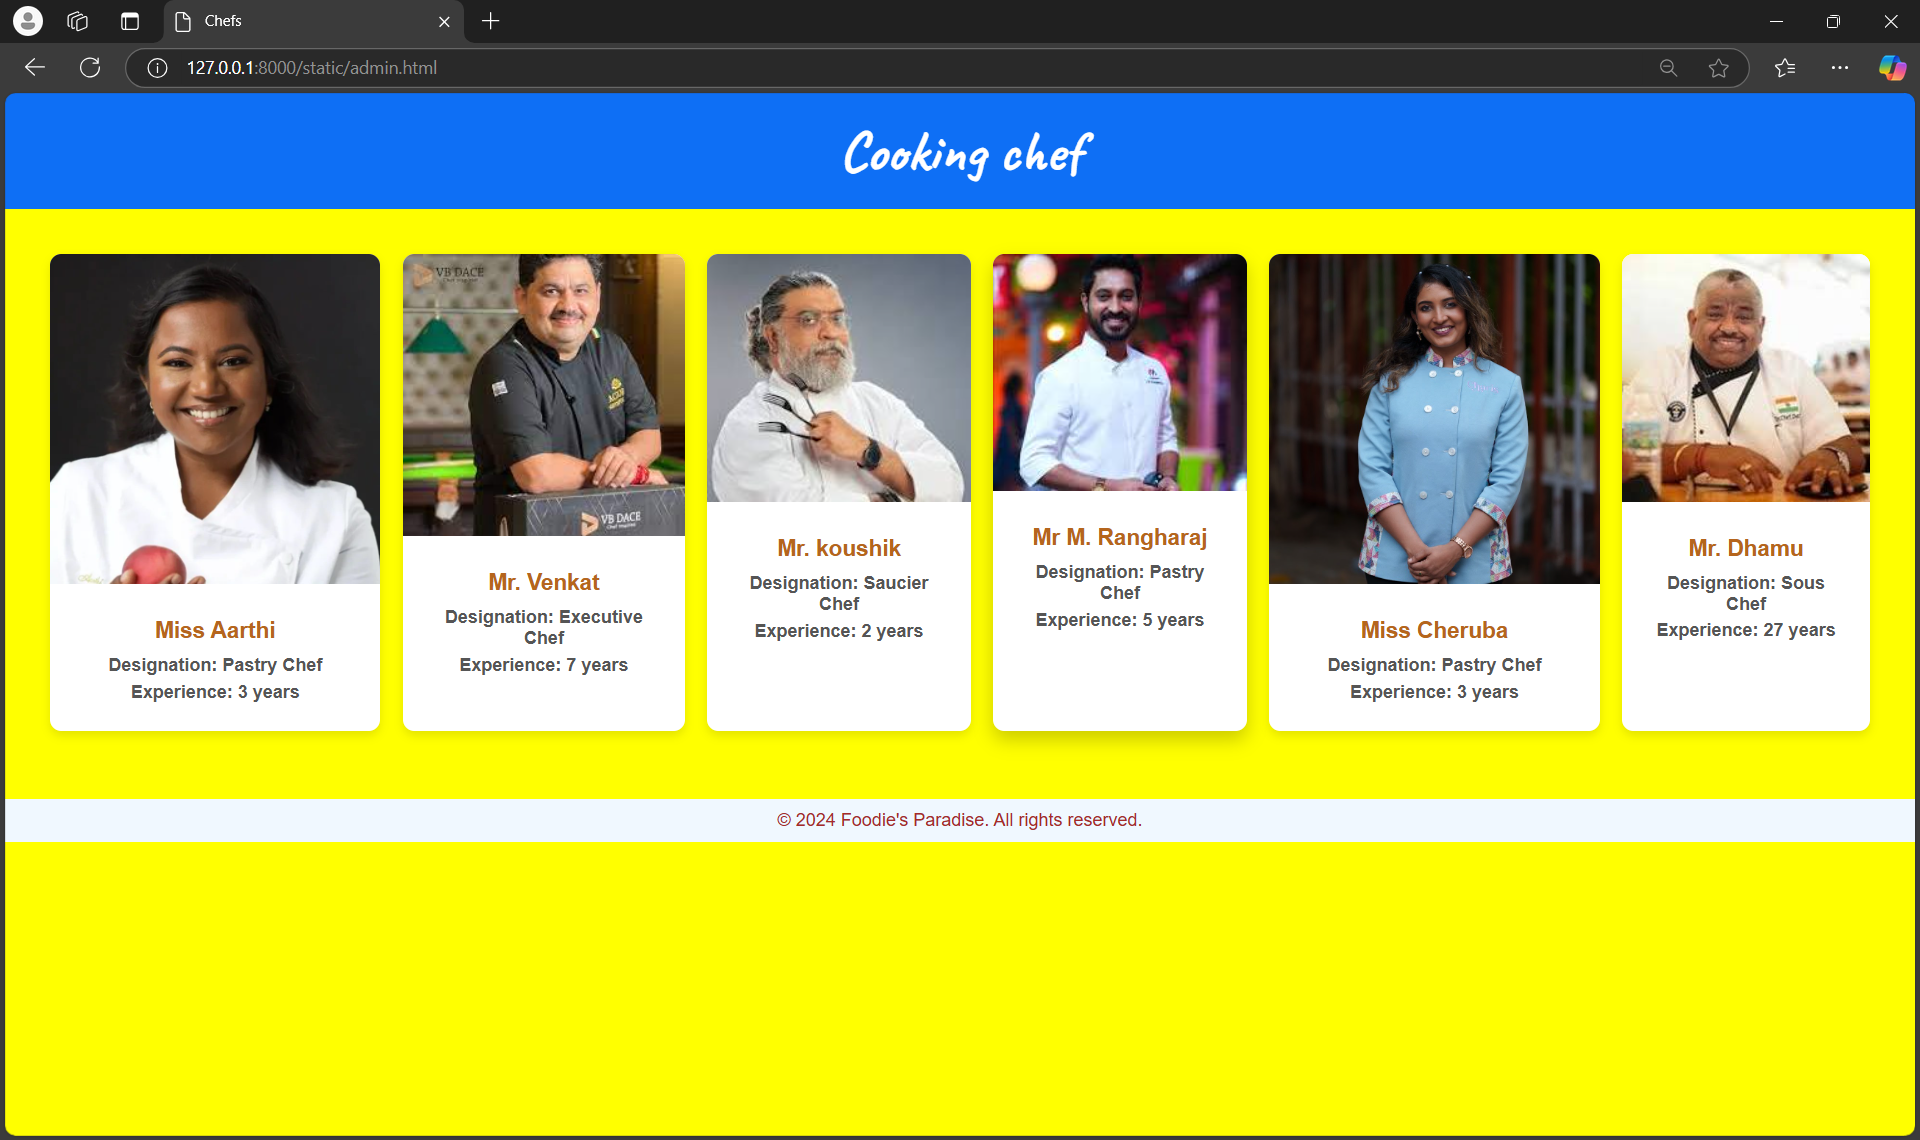 Chefs
127.0.0.1:8000/static/admin.html
Cooking chef
VB DACE
VB DACE
Miss Aarthi
Designation: Pastry Chef
Experience: 3 years
Mr. Venkat
Designation: Executive
Chef
Experience: 7 years
Mr. koushik
Designation: Saucier
Chef
Experience: 2 years
Mr M. Rangharaj
Designation: Pastry
Chef
Experience: 5 years
Miss Cheruba
Designation: Pastry Chef
Experience: 3 years
Mr. Dhamu
Designation: Sous
Chef
Experience: 27 years
© 2024 Foodie's Paradise. All rights reserved.